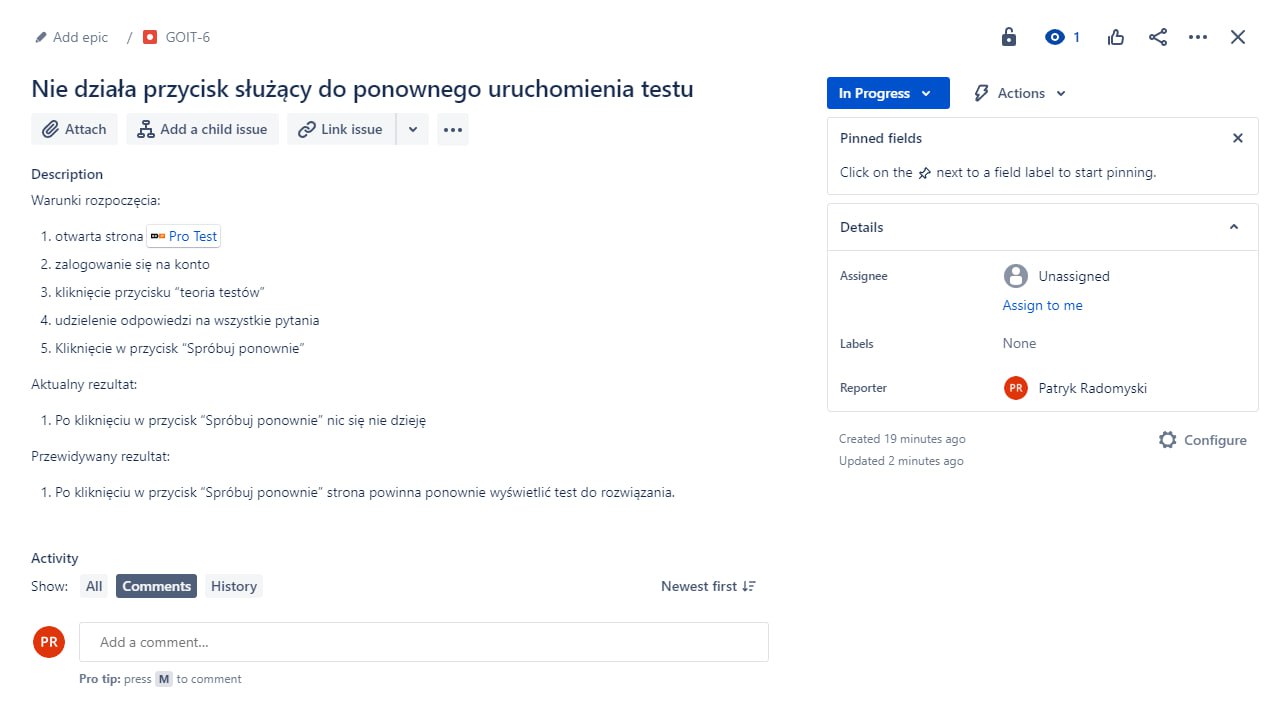 Add epic / GOIT-6
1
Nie działa przycisk służący do ponownego uruchomienia testu
Attach
Add a child issue
Link issue
Description
Warunki rozpoczęcia:
1. otwarta strona Pro Test
2. zalogowanie się na konto
3. kliknięcie przycisku “teoria testów”
4. udzielenie odpowiedzi na wszystkie pytania
5. Kliknięcie w przycisk “Spróbuj ponownie”
Aktualny rezultat:
1. Po kliknięciu w przycisk “Spróbuj ponownie” nic się nie dzieję
Przewidywany rezultat:
1. Po kliknięciu w przycisk “Spróbuj ponownie” strona powinna ponownie wyświetlić test do rozwiązania.
Activity
Show: All Comments History
Newest first
PR
Add a comment...
Pro tip: press M to comment
In Progress
Actions
Pinned fields
Click on the next to a field label to start pinning.
Details
Assignee
Unassigned
Assign to me
Labels
None
Reporter
PR
Patryk Radomyski
Created 19 minutes ago
Configure
Updated 2 minutes ago